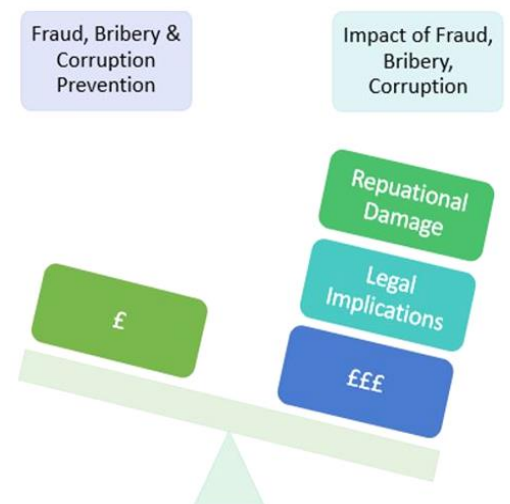 Fraud, Bribery &
Corruption
Prevention
Impact of Fraud,
Bribery,
Corruption
Repuational
Damage
Legal
Implications
£
£££